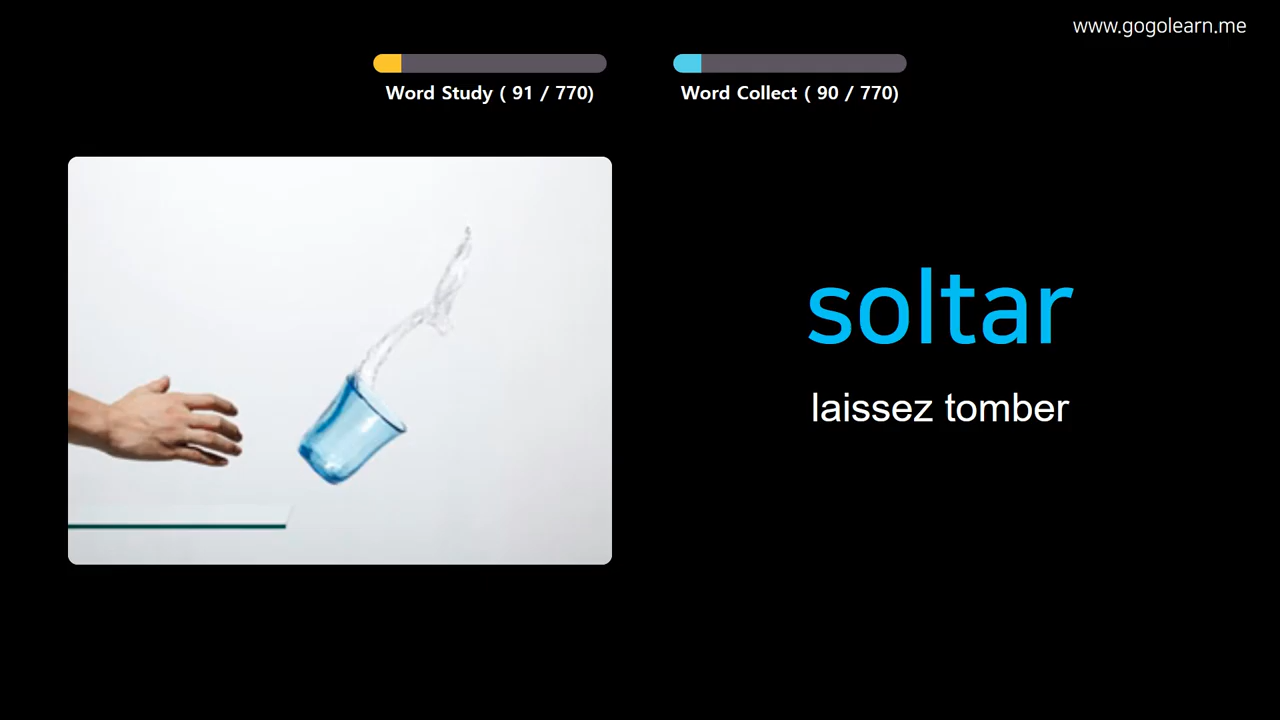 www.gogolearn.me
Word Study ( 91 / 770)
Word Collect ( 90 / 770)
soltar
laissez tomber